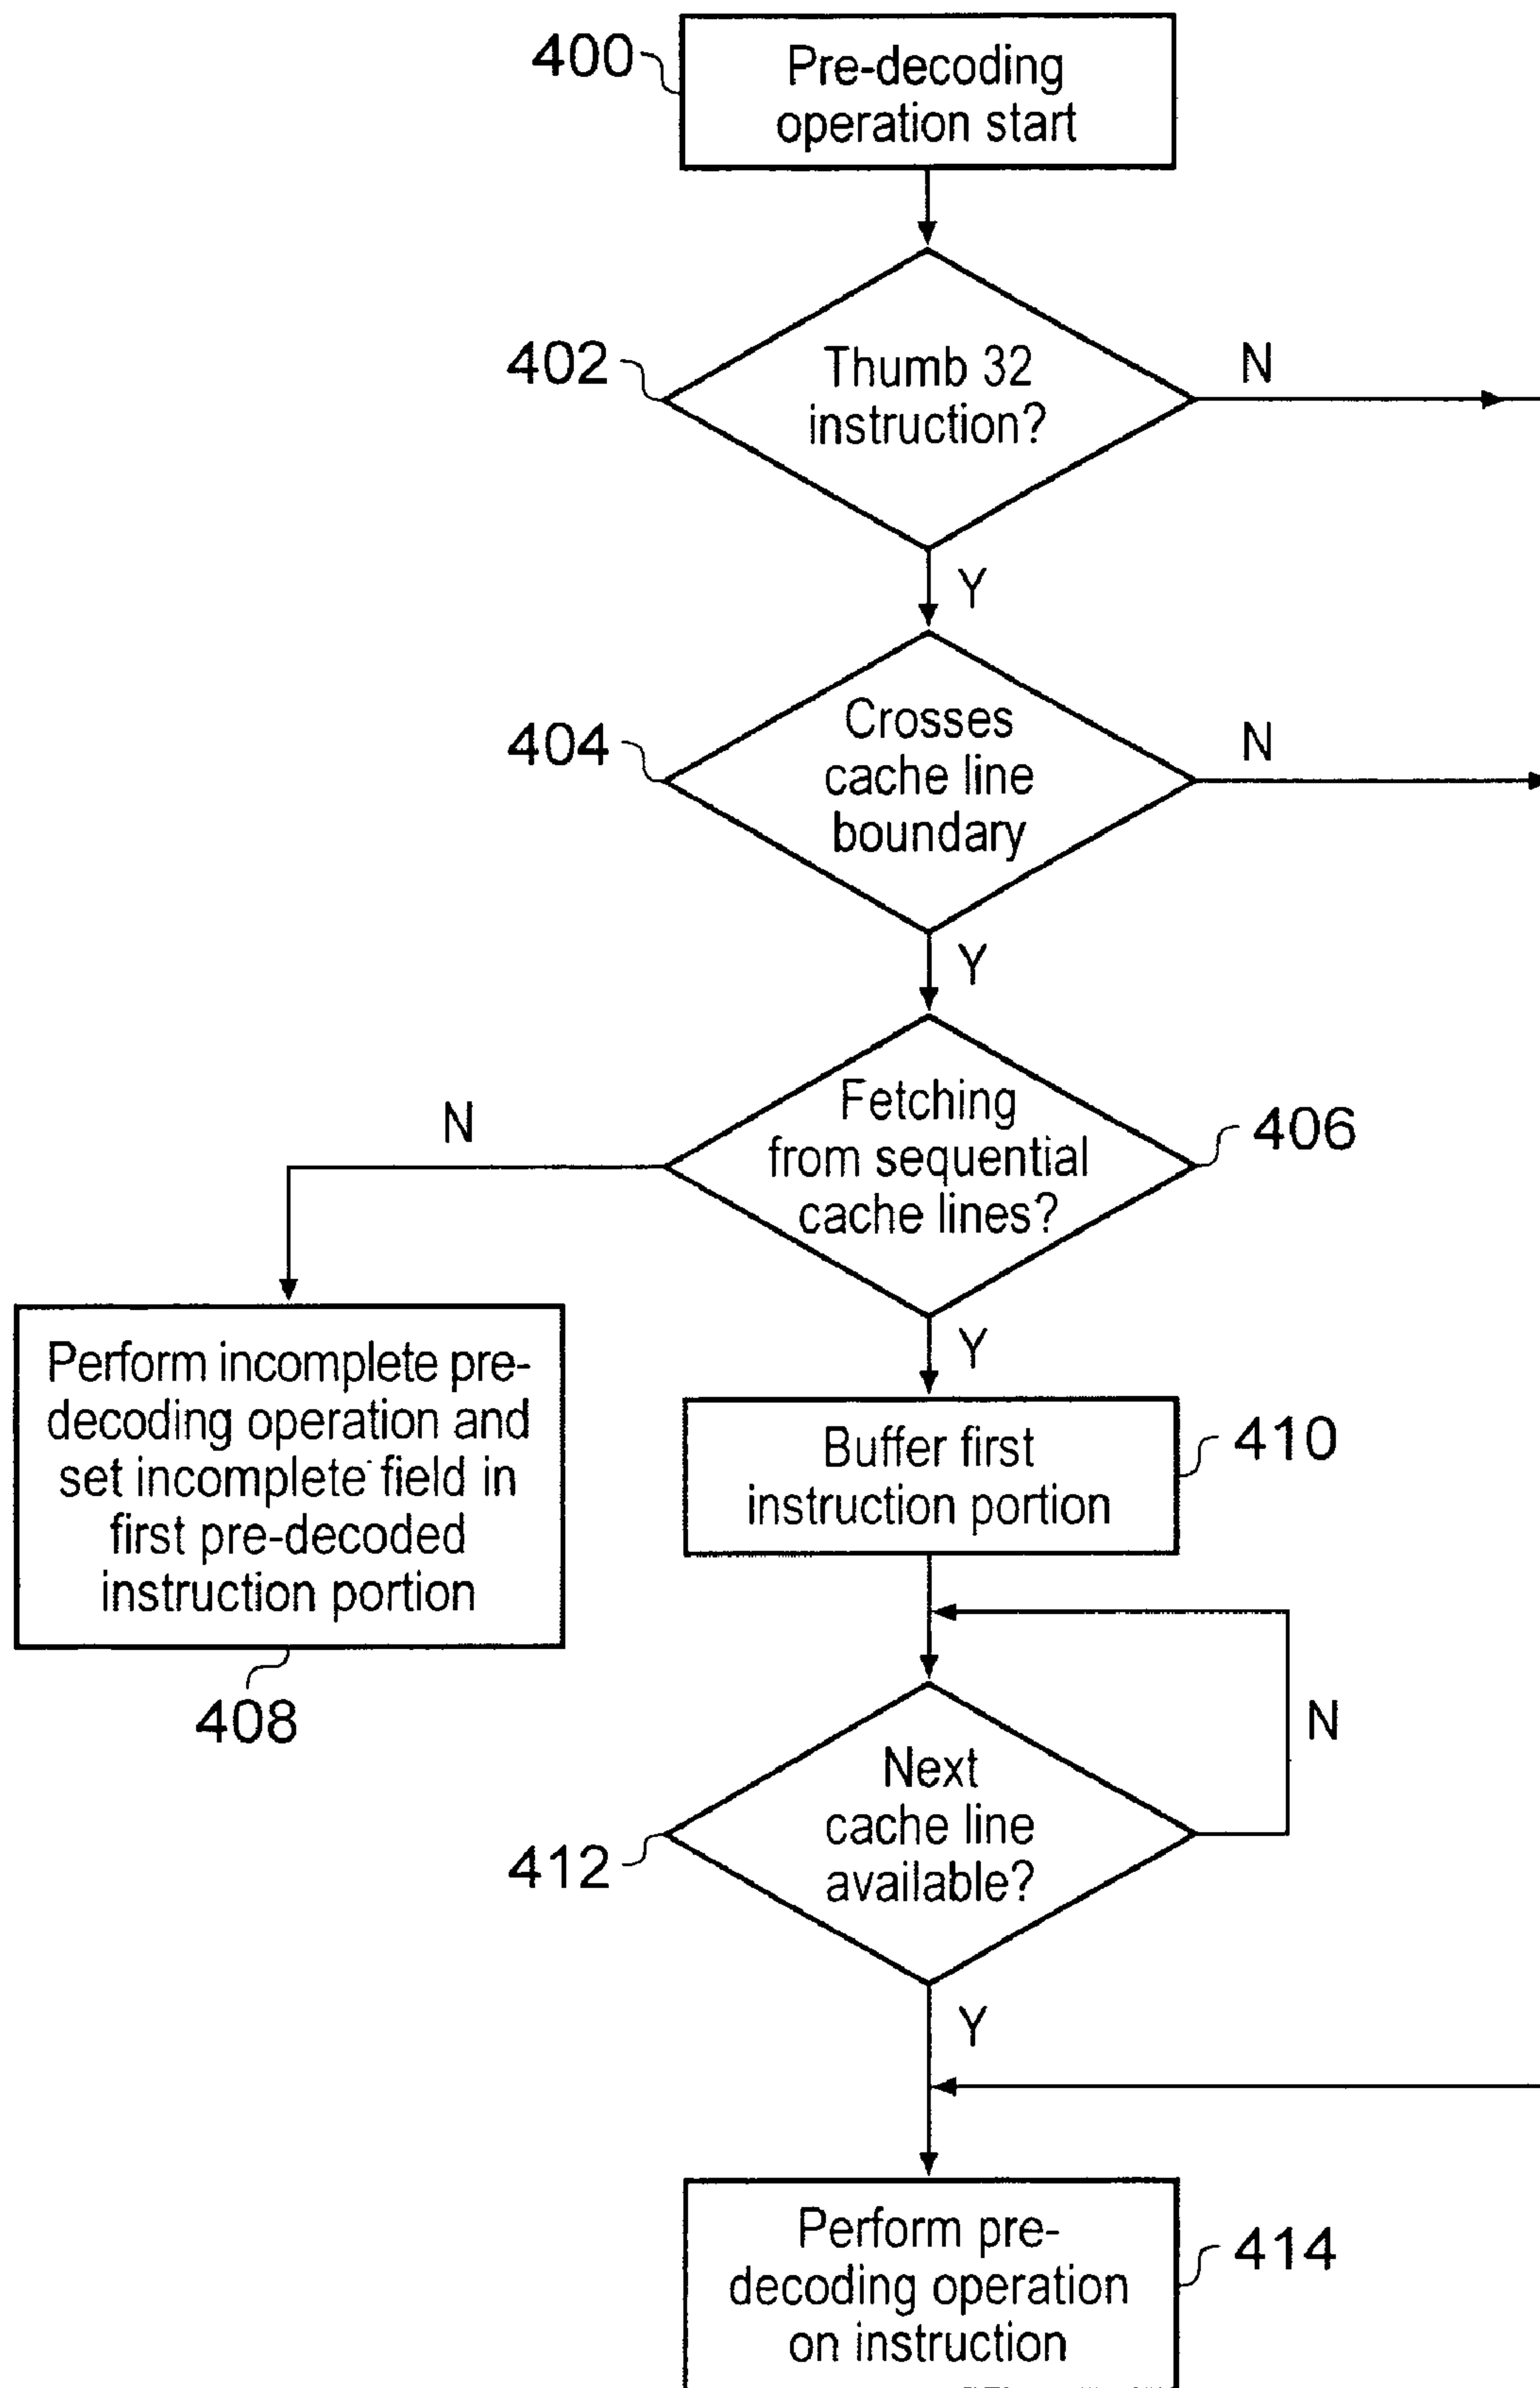 400
Pre-decoding
operation start
402
Thumb 32
instruction?
N
Y
404
Crosses
cache line
boundary
N
Y
406
Fetching
from sequential
cache lines?
N
Y
Perform incomplete pre-
decoding operation and
set incomplete field in
first pre-decoded
instruction portion
408
Buffer first
instruction portion
410
412
Next
cache line
available?
N
Y
Perform pre-
decoding operation
on instruction
414